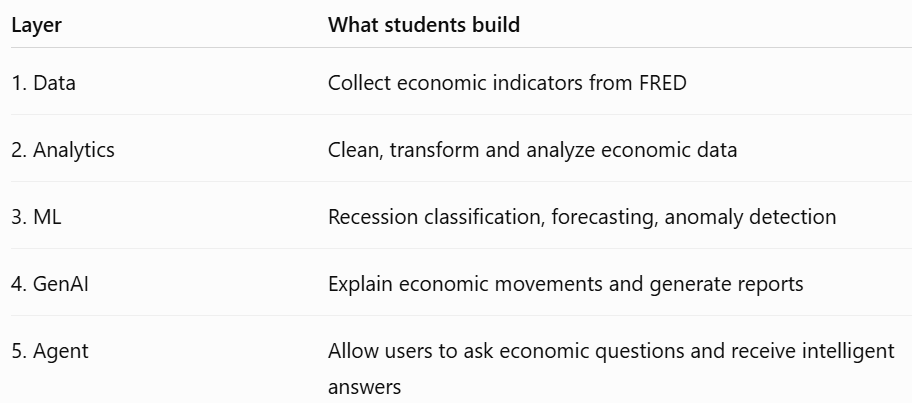 Layer What students build
1. Data Collect economic indicators from FRED
2. Analytics Clean, transform and analyze economic data
3. ML Recession classification, forecasting, anomaly detection
4. GenAI Explain economic movements and generate reports
5. Agent Allow users to ask economic questions and receive intelligent
answers